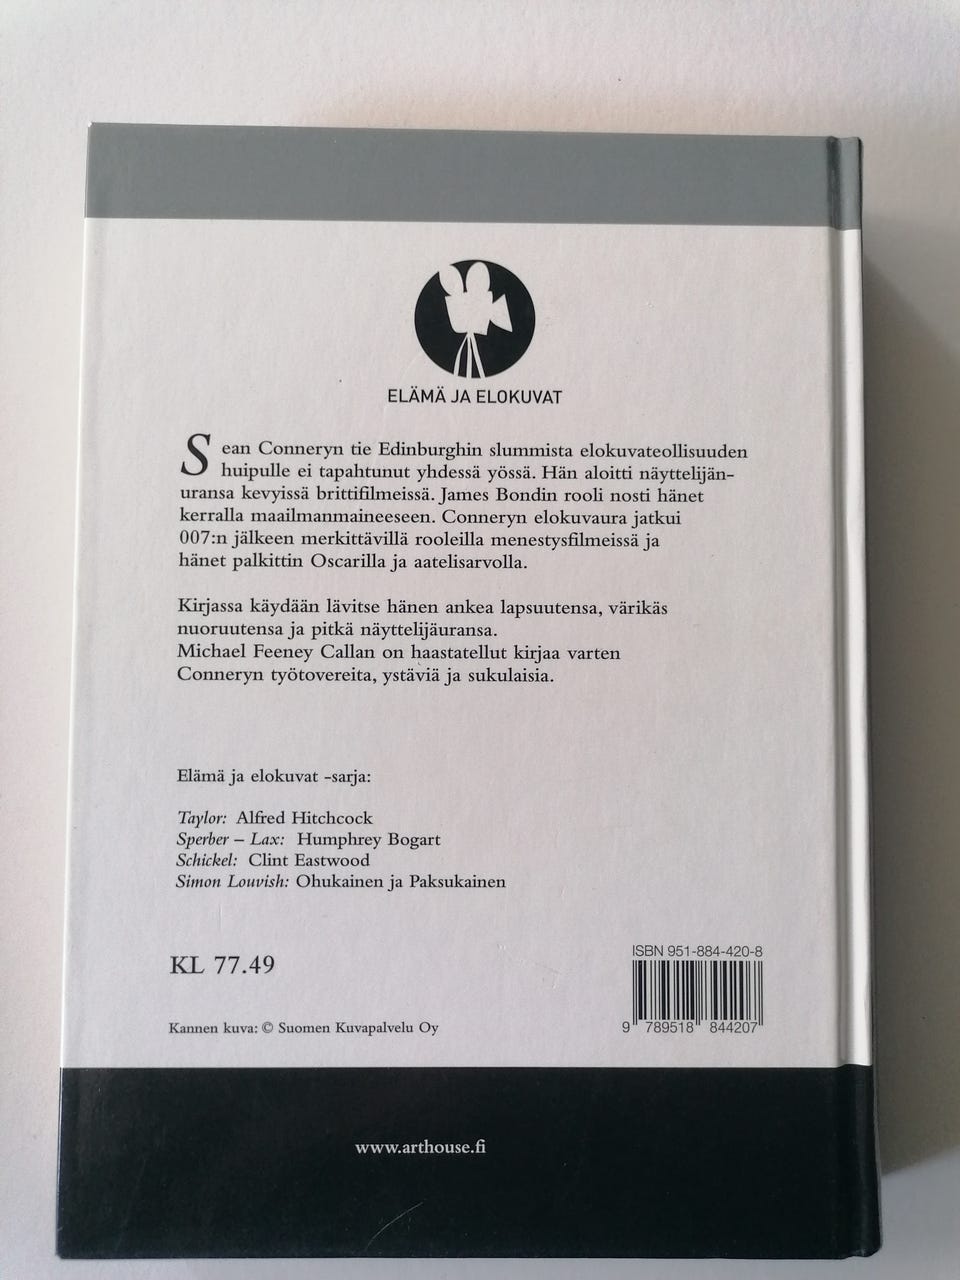 ELÄMÄ JA ELOKUVAT
Sean Conneryn tie Edinburghin slummista elokuvateollisuuden
huipulle ei tapahtunut yhdessä yössä. Hän aloitti näyttelijän-
uransa kevyissä brittifilmeissä. James Bondin rooli nosti hänet
kerralla maailmanmaineeseen. Conneryn elokuvaura jatkui
007:n jälkeen merkittävillä rooleilla menestysfilmeissä ja
hänet palkittin Oscarilla ja aatelisarvolla.
Kirjassa käydään lävitse hänen ankea lapsuutensa, värikäs
nuoruutensa ja pitkä näyttelijäuransa.
Michael Feeney Callan on haastatellut kirjaa varten
Conneryn työtovereita, ystäviä ja sukulaisia.
Elämä ja elokuvat -sarja:
Taylor: Alfred Hitchcock
Sperber – Lax: Humphrey Bogart
Schickel: Clint Eastwood
Simon Louvish: Ohukainen ja Paksukainen
KL 77.49
ISBN 951-884-420-8
9 789518 844207
Kannen kuva: © Suomen Kuvapalvelu Oy
www.arthouse.fi